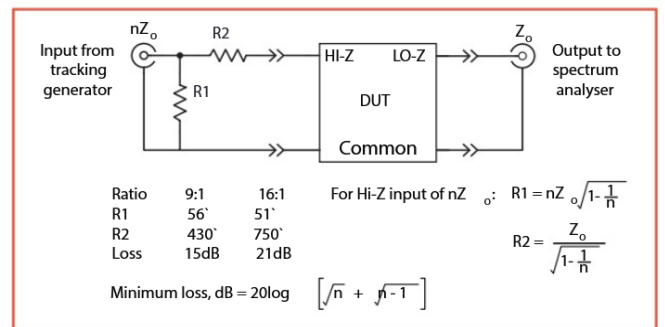 nZo
R2
Zo
Input from
tracking
generator
HI-Z
LO-Z
Output to
spectrum
analyser
R1
DUT
Common
Ratio 9:1 16:1
R1 56` 51`
R2 430` 750`
Loss 15dB 21dB
For Hi-Z input of nZ o: R1 = nZ o √1-1/n
R2 = Zo / √1-1/n
Minimum loss, dB = 20log [√n + √n-1]